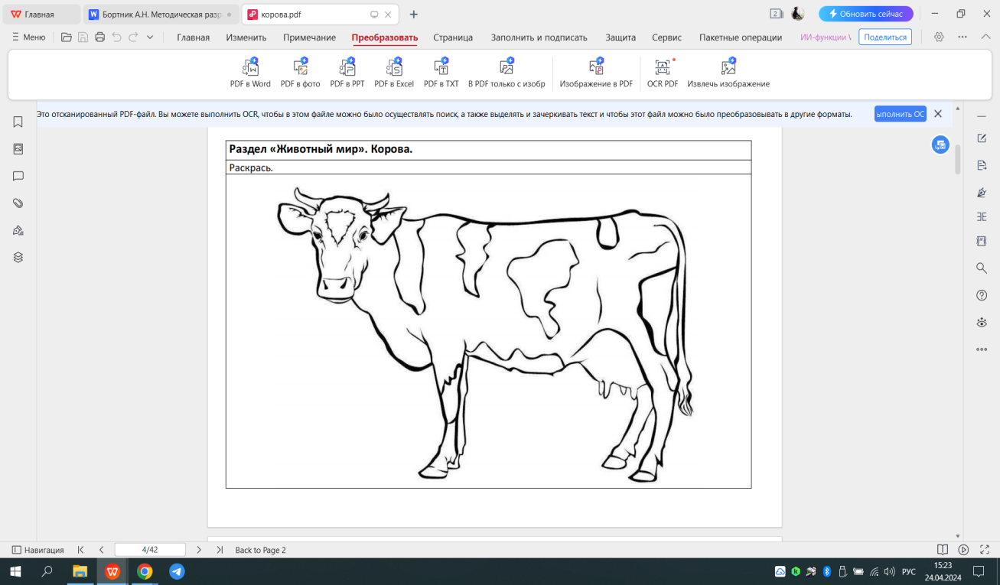 Главная
Бортник А.Н. Методическая разр
корова.pdf
2
Обновить сейчас
Меню
Главная Изменить Примечание Преобразовать Страница Заполнить и подписать Защита Сервис Пакетные операции ИИ-функции Поделиться
PDF в Word PDF в фото PDF в PPT PDF в Excel PDF в TXT В PDF только с изобр Изображение в PDF OCR PDF Извлечь изображение
Это отсканированный PDF-файл. Вы можете выполнить OCR, чтобы в этом файле можно было осуществлять поиск, а также выделять и зачеркивать текст и чтобы этот файл можно было преобразовывать в другие форматы. ыполнить ОС
Раздел «Животный мир». Корова.
Раскрась.
Навигация 4/42 Back to Page 2
РУС
15:23
24.04.2024